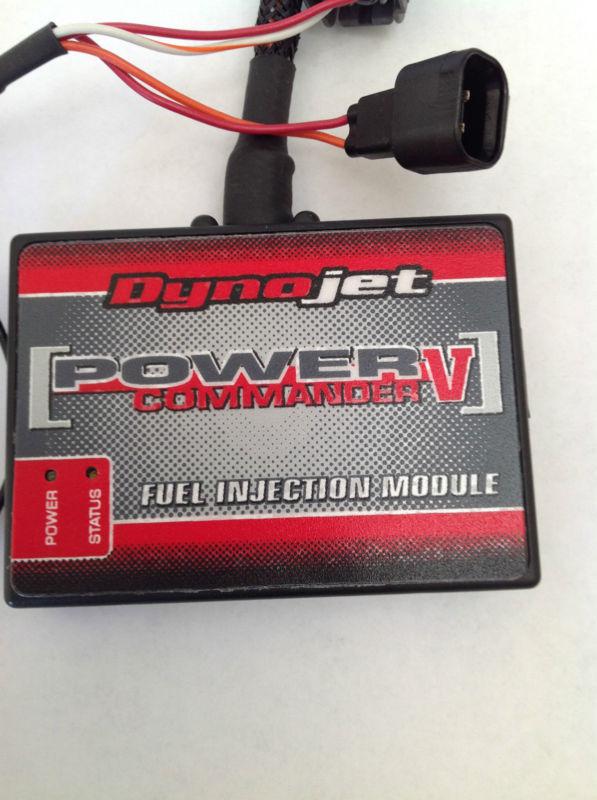 Dynojet
POWER V
COMMANDER
FUEL INJECTION MODULE
POWER
STATUS